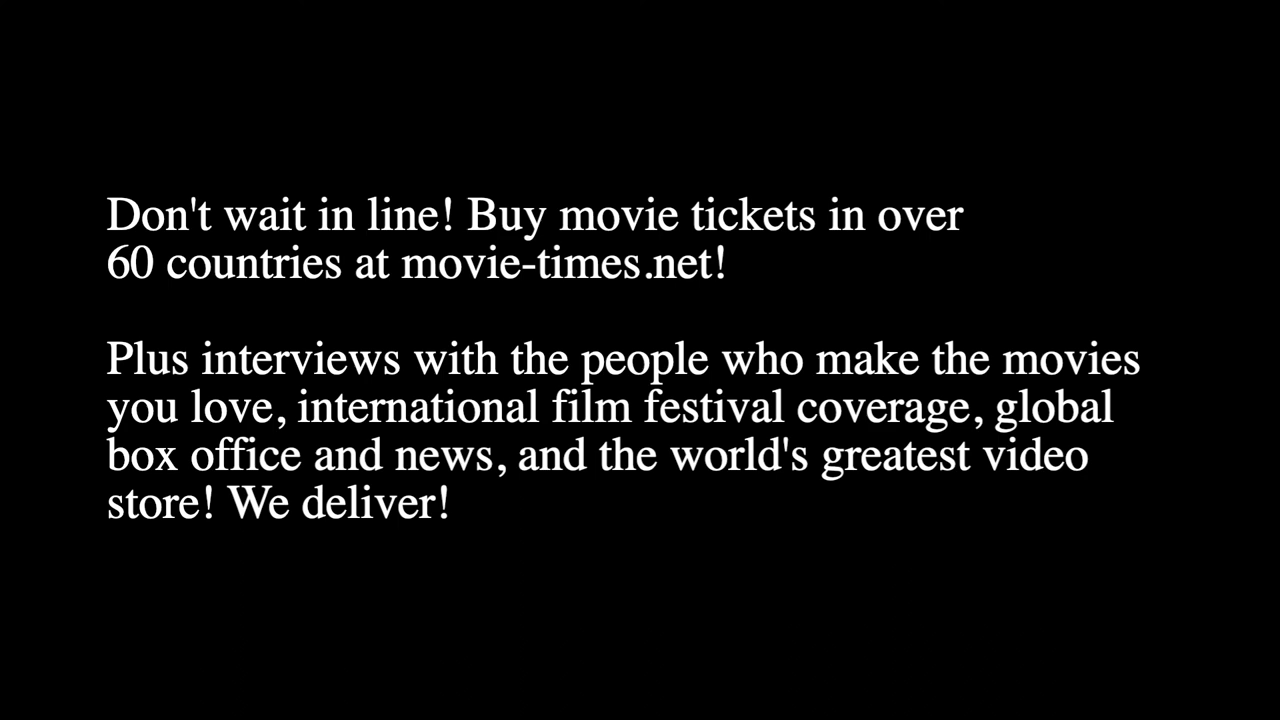 Don't wait in line! Buy movie tickets in over
60 countries at movie-times.net!
Plus interviews with the people who make the movies
you love, international film festival coverage, global
box office and news, and the world's greatest video
store! We deliver!